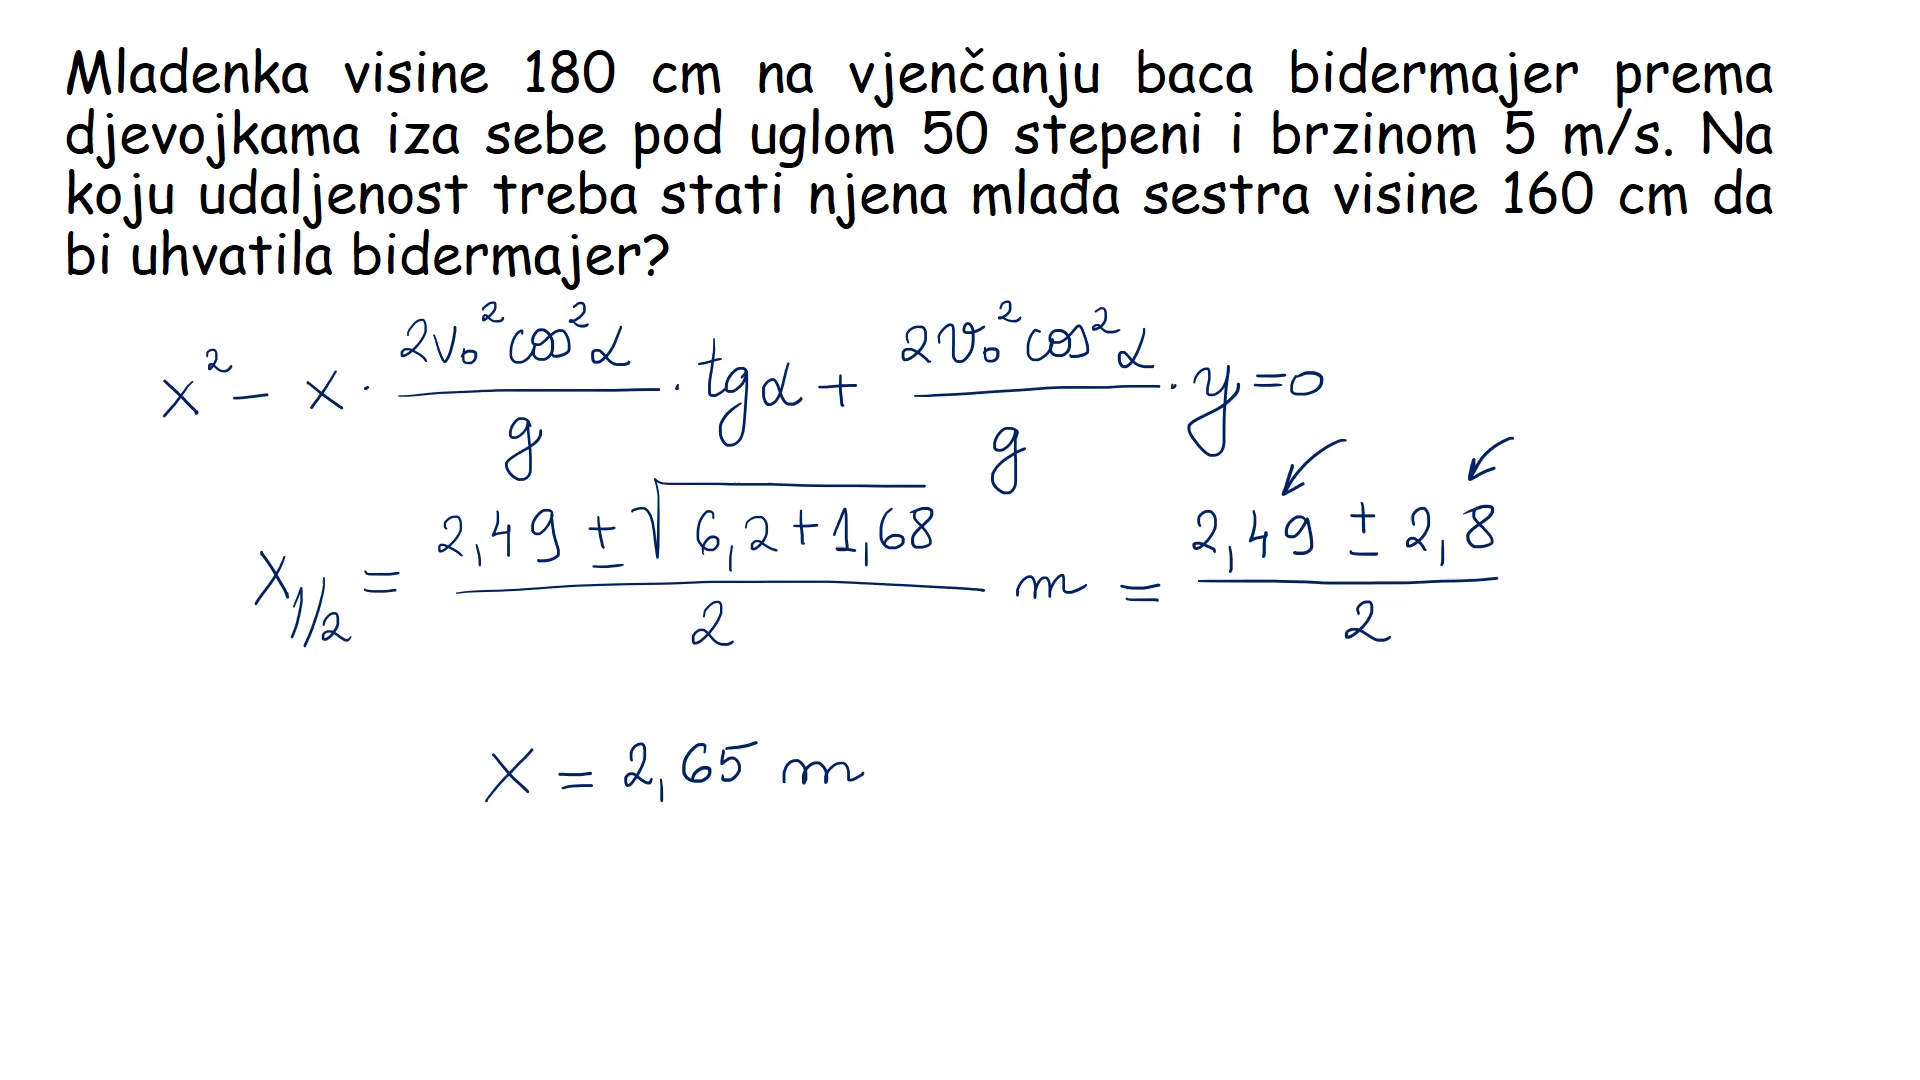 Mladenka visine 180 cm na vjenčanju baca bidermajer prema
djevojkama iza sebe pod uglom 50 stepeni i brzinom 5 m/s. Na
koju udaljenost treba stati njena mlađa sestra visine 160 cm da
bi uhvatila bidermajer?
x² - x · (2v₀²cos²α)/g · tgα + (2v₀²cos²α)/g · y = 0
x₁/₂ = (2,49 ± √(6,2 + 1,68))/2 m = (2,49 ± 2,8)/2
x = 2,65 m